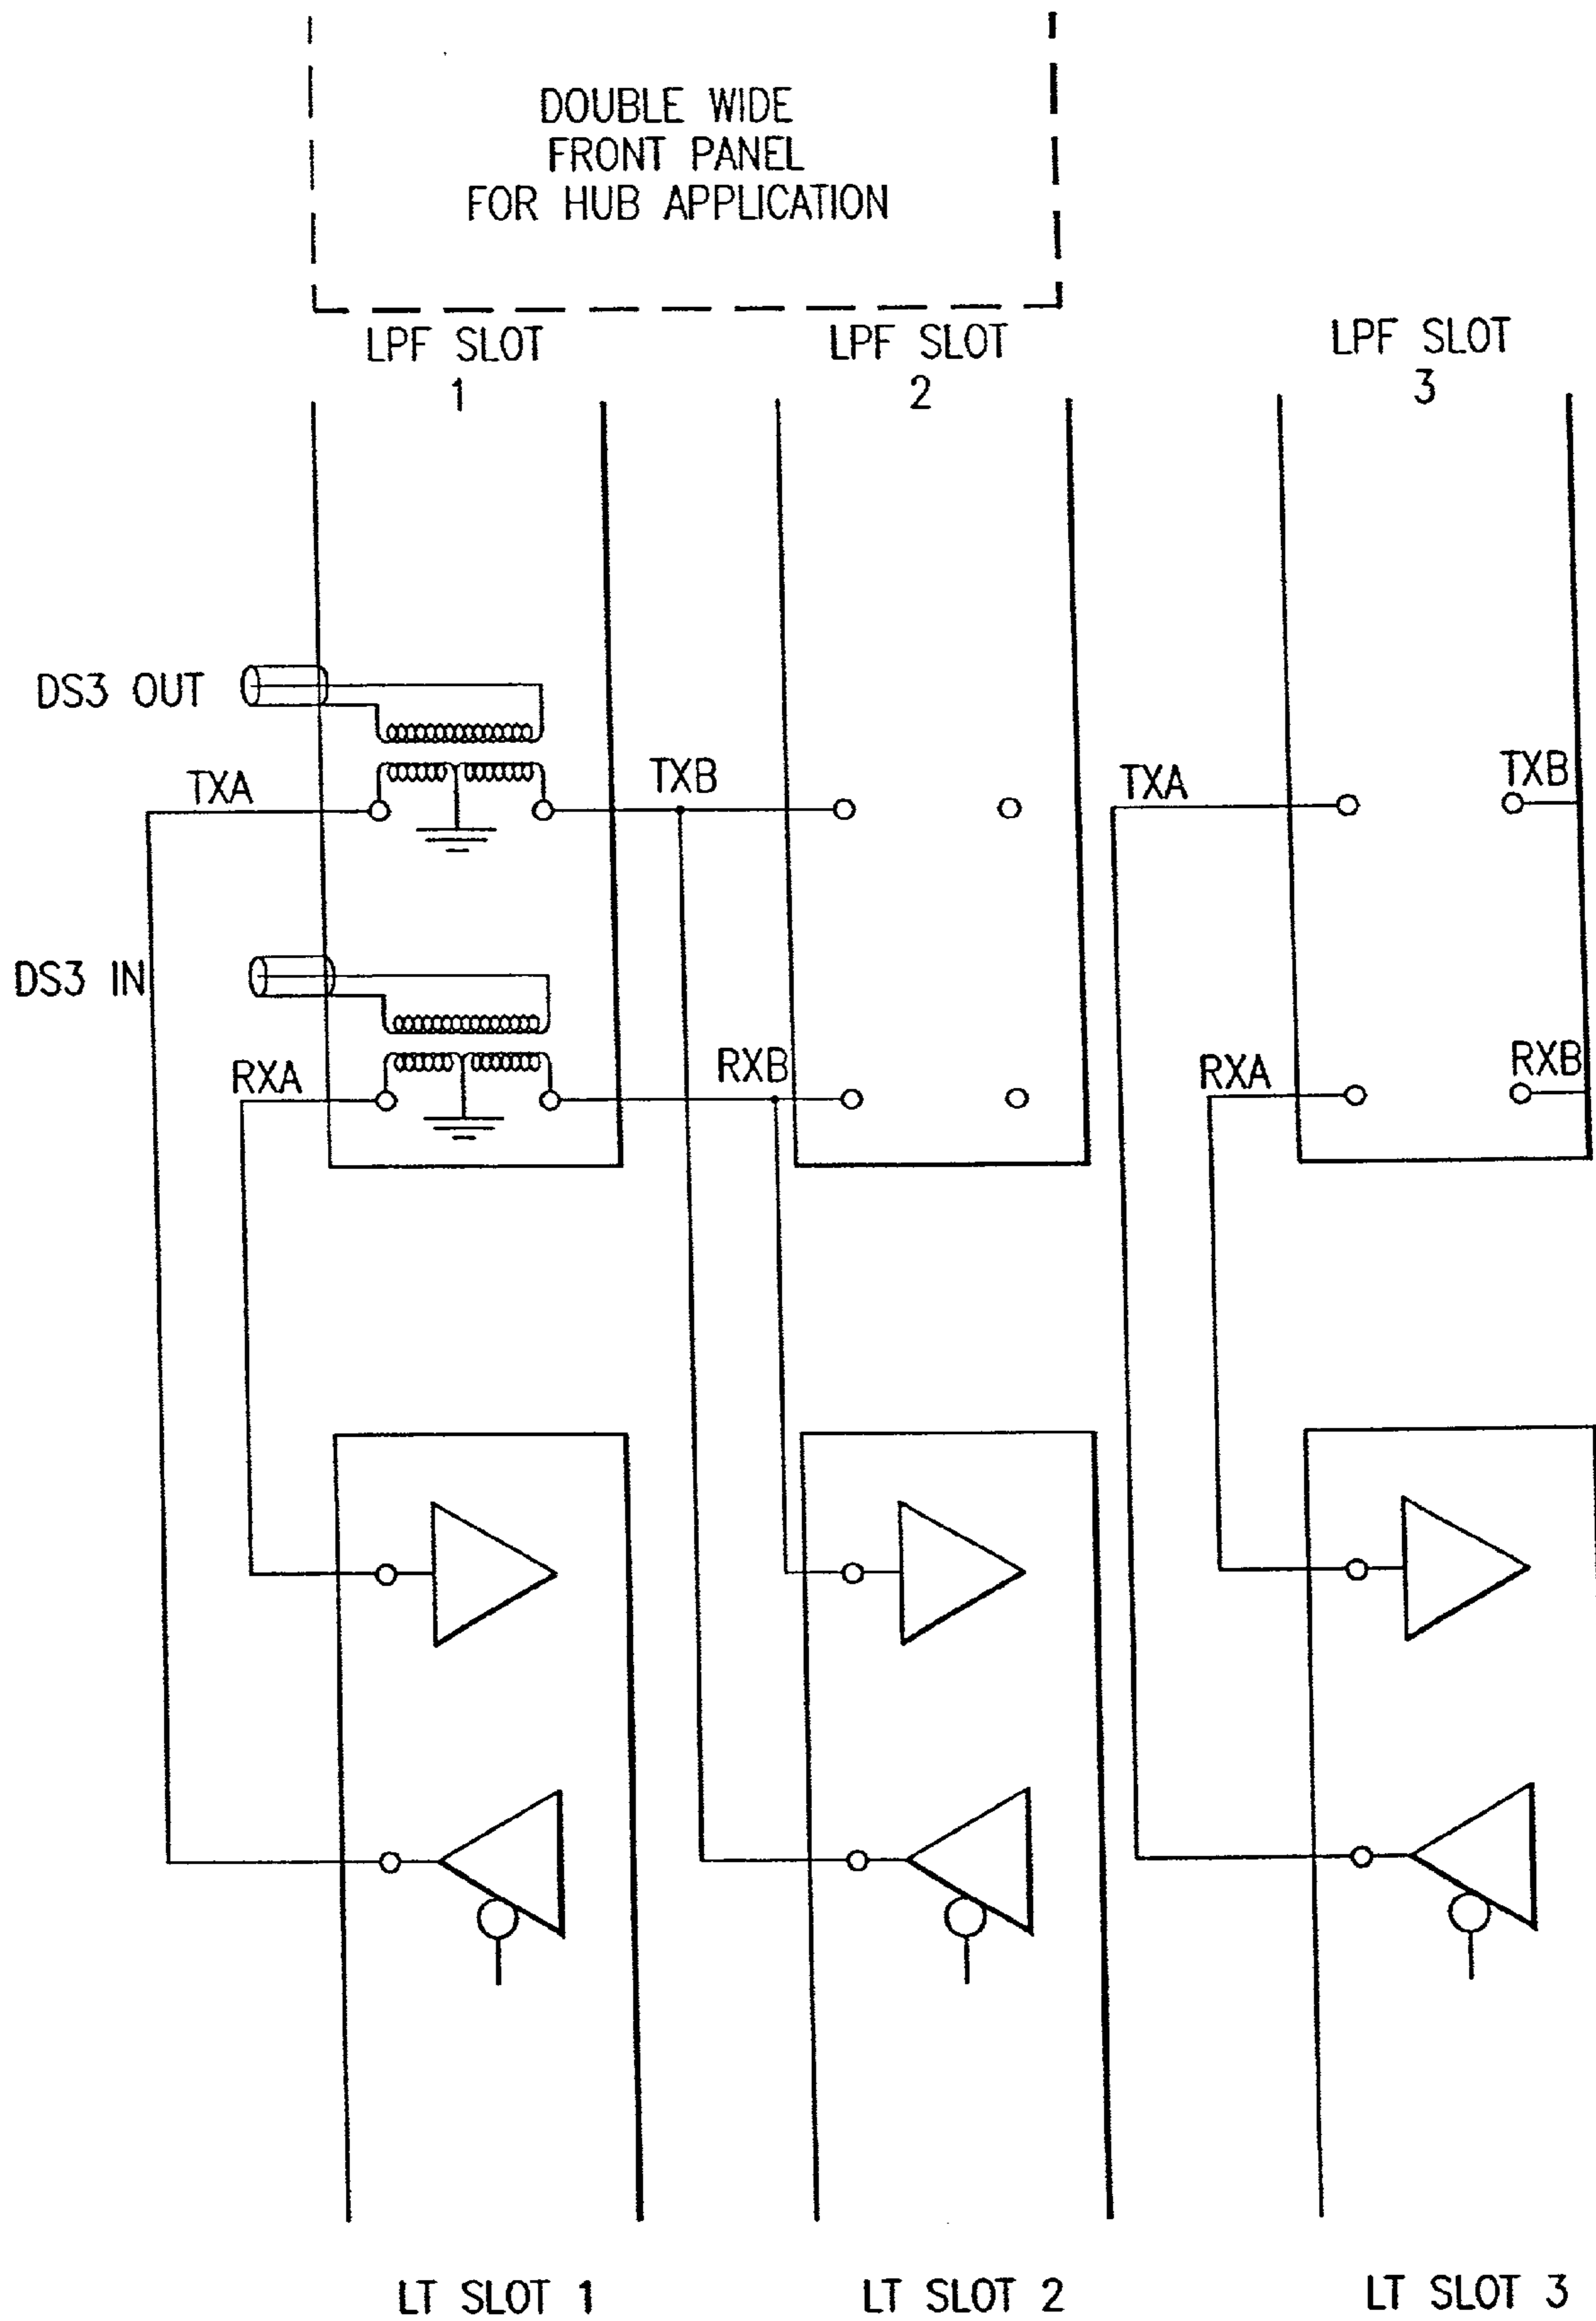 DOUBLE WIDE
FRONT PANEL
FOR HUB APPLICATION
LPF SLOT
1
LPF SLOT
2
LPF SLOT
3
DS3 OUT
TXA
TXB
TXA
TXB
DS3 IN
RXA
RXB
RXA
RXB
LT SLOT 1
LT SLOT 2
LT SLOT 3